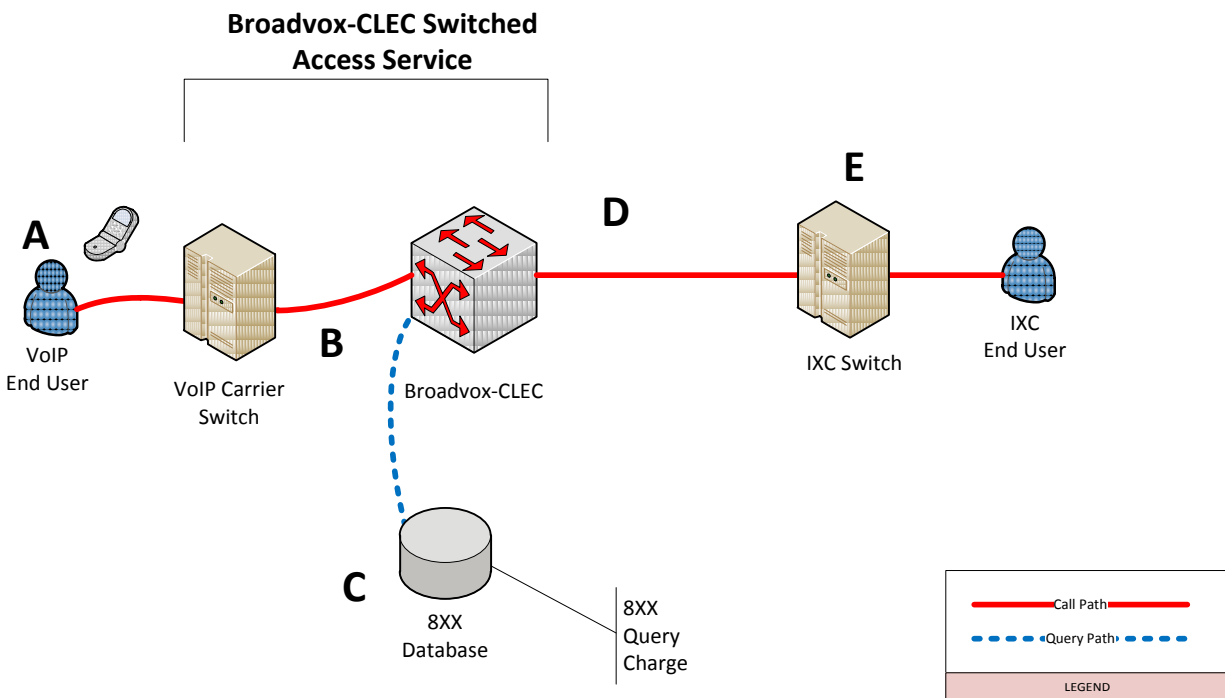 Broadvox-CLEC Switched
Access Service
A
VoIP
End User
VoIP Carrier
Switch
B
Broadvox-CLEC
D
E
IXC Switch
IXC
End User
C
8XX
Database
8XX
Query
Charge
Call Path
Query Path
LEGEND